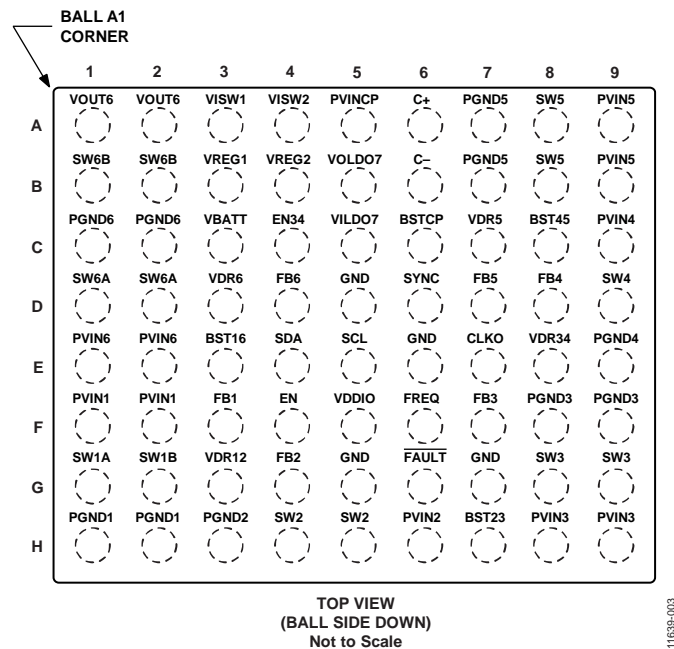 BALL A1
CORNER
1 2 3 4 5 6 7 8 9
VOUT6 VOUT6 VISW1 VISW2 PVINCP C+ PGND5 SW5 PVIN5
A
SW6B SW6B VREG1 VREG2 VOLDO7 C– PGND5 SW5 PVIN5
B
PGND6 PGND6 VBATT EN34 VILDO7 BSTCP VDR5 BST45 PVIN4
C
SW6A SW6A VDR6 FB6 GND SYNC FB5 FB4 SW4
D
PVIN6 PVIN6 BST16 SDA SCL GND CLKO VDR34 PGND4
E
PVIN1 PVIN1 FB1 EN VDDIO FREQ FB3 PGND3 PGND3
F
SW1A SW1B VDR12 FB2 GND FAULT GND SW3 SW3
G
PGND1 PGND1 PGND2 SW2 SW2 PVIN2 BST23 PVIN3 PVIN3
H
TOP VIEW
(BALL SIDE DOWN)
Not to Scale
11639-003